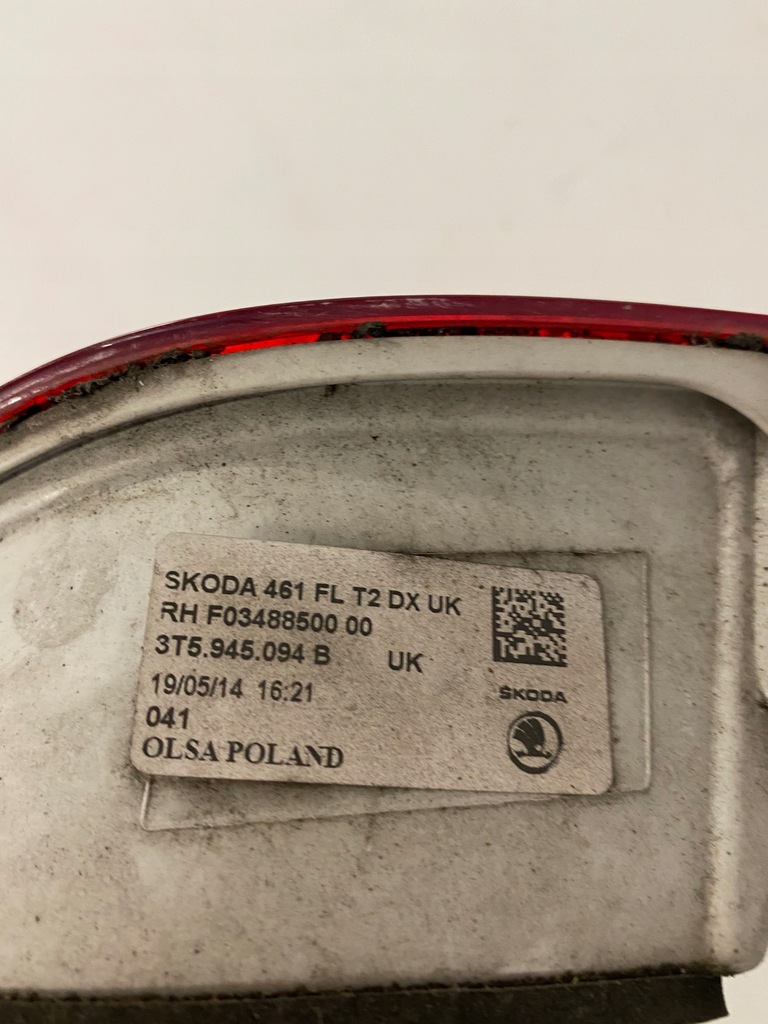 SKODA 461 FL T2 DX UK
RH F03488500 00
3T5.945.094 B UK
19/05/14 16:21
041
OLSA POLAND
ŠKODA